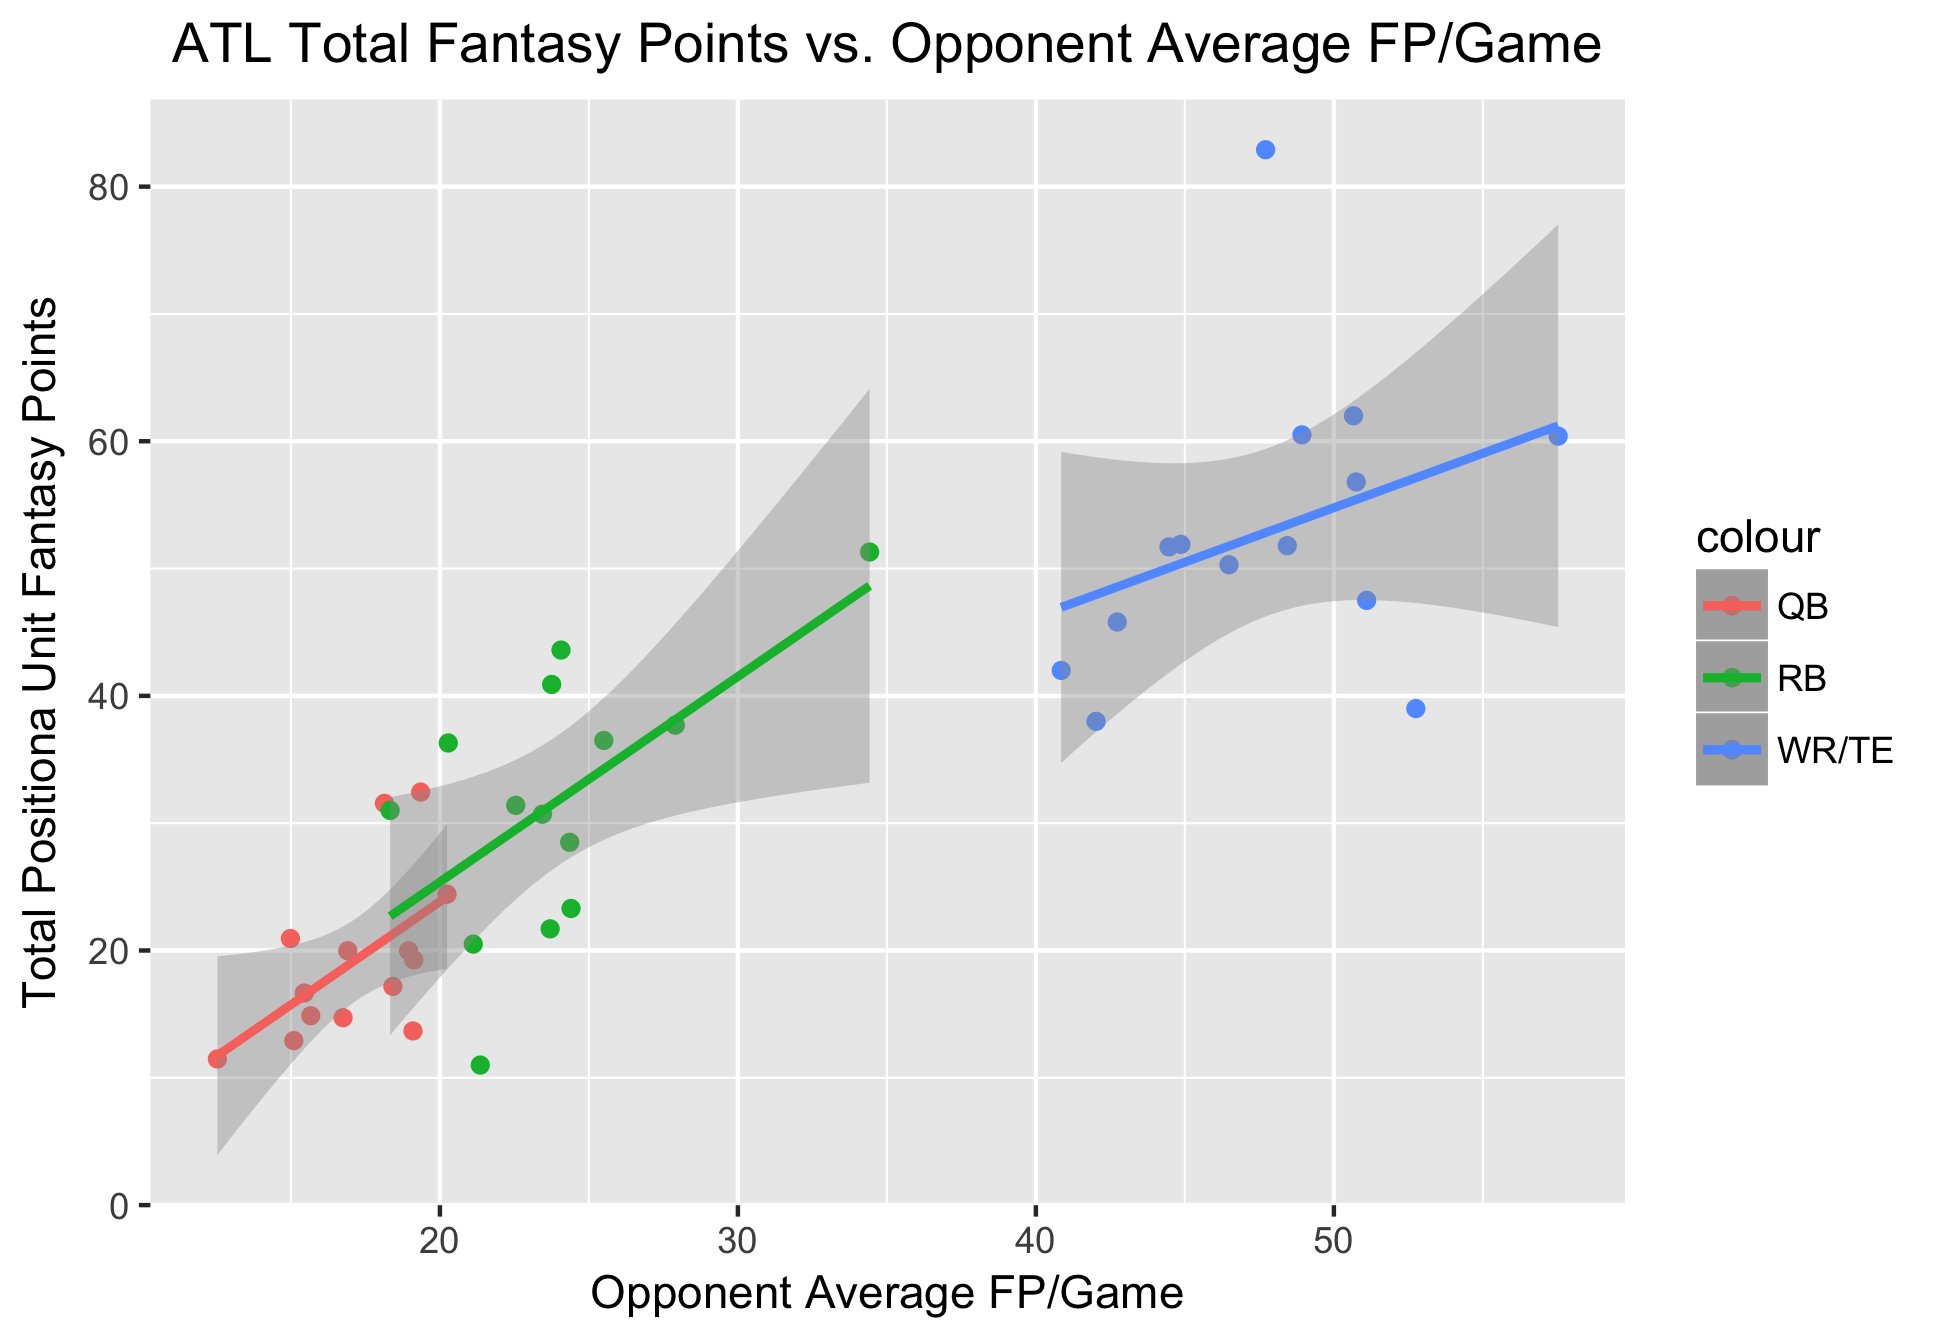 ATL Total Fantasy Points vs. Opponent Average FP/Game
Total Positiona Unit Fantasy Points
80
60
40
20
0
20
30
40
50
Opponent Average FP/Game
colour
QB
RB
WR/TE